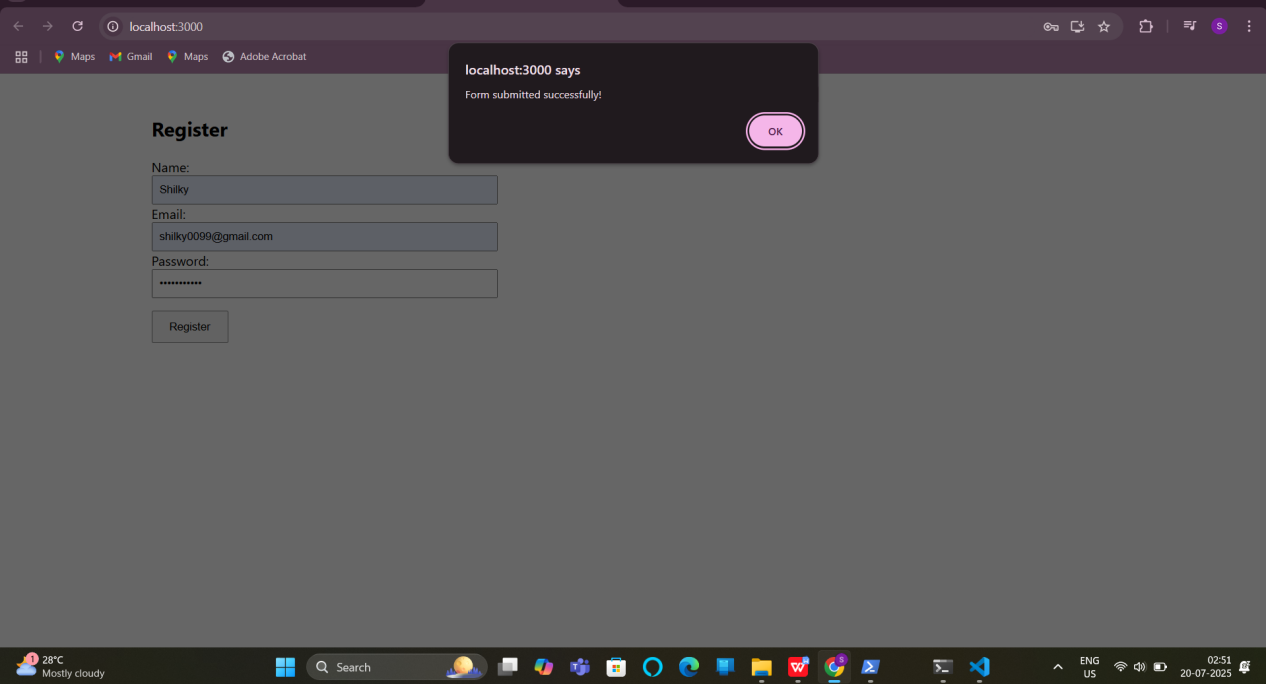 localhost:3000
S
Maps
Gmail
Maps
Adobe Acrobat
localhost:3000 says
Form submitted successfully!
OK
Register
Name:
Shilky
Email:
shilky0099@gmail.com
Password:
•••••••••••
Register
1
28°C
Mostly cloudy
Search
S
ENG
US
02:51
20-07-2025